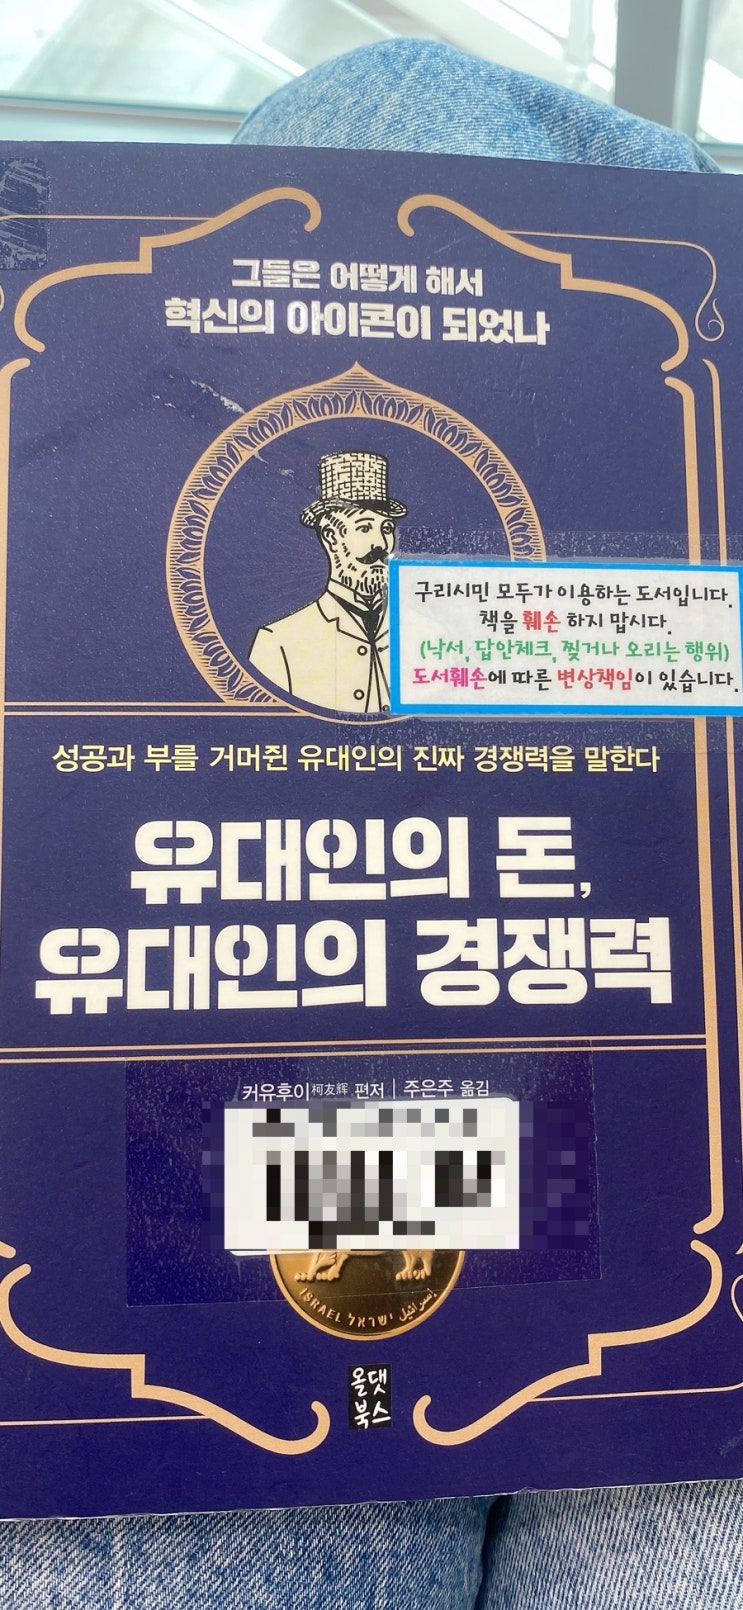 그들은 어떻게 해서
혁신의 아이콘이 되었나
구리시민 모두가 이용하는 도서입니다.
책을 훼손 하지 맙시다.
(낙서, 답안체크, 찢거나 오리는 행위)
도서훼손에 따른 변상책임이 있습니다.
성공과 부를 거머쥔 유대인의 진짜 경쟁력을 말한다
유대인의 돈,
유대인의 경쟁력
커유후이柯友輝 편저 | 주은주 옮김
ISRAEL ישראל إسرائيل
올댓
북스